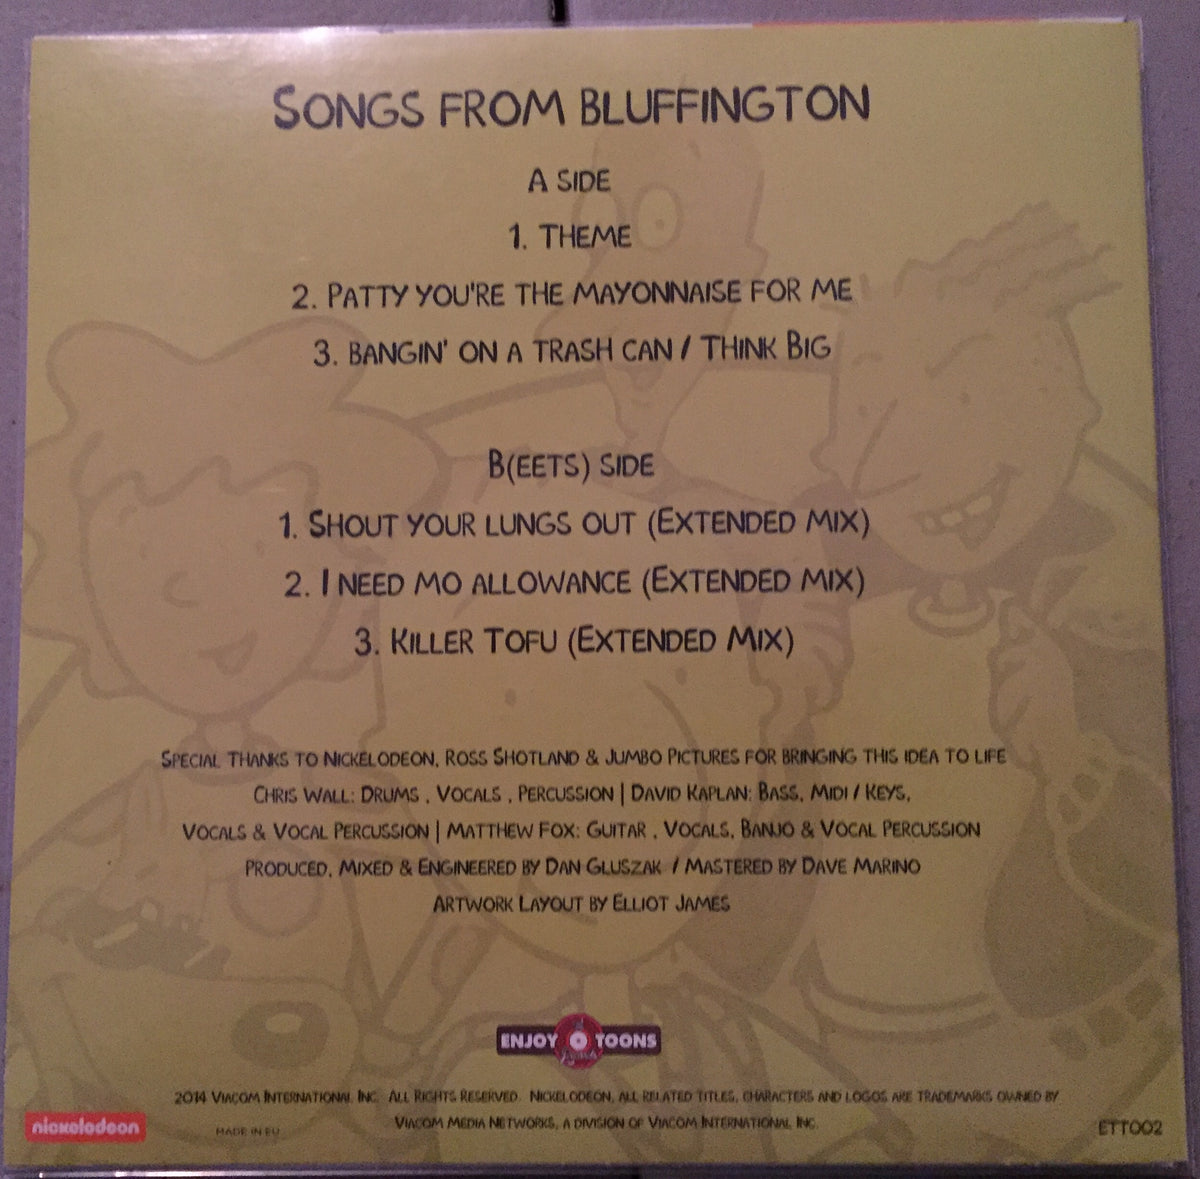 SONGS FROM BLUFFINGTON
A SIDE
1. THEME
2. PATTY YOU'RE THE MAYONNAISE FOR ME
3. BANGIN' ON A TRASH CAN / THINK BIG
B(EETS) SIDE
1. SHOUT YOUR LUNGS OUT (EXTENDED MIX)
2. I NEED MO ALLOWANCE (EXTENDED MIX)
3. KILLER TOFU (EXTENDED MIX)
SPECIAL THANKS TO NICKELODEON, ROSS SHOTLAND & JUMBO PICTURES FOR BRINGING THIS IDEA TO LIFE
CHRIS WALL: DRUMS , VOCALS , PERCUSSION | DAVID KAPLAN: BASS, MIDI / KEYS,
VOCALS & VOCAL PERCUSSION | MATTHEW FOX: GUITAR , VOCALS, BANJO & VOCAL PERCUSSION
PRODUCED, MIXED & ENGINEERED BY DAN GLUSZAK / MASTERED BY DAVE MARINO
ARTWORK LAYOUT BY ELLIOT JAMES
ENJOY TOONS
2014 VIACOM INTERNATIONAL INC. ALL RIGHTS RESERVED. NICKELODEON, ALL RELATED TITLES, CHARACTERS AND LOGOS ARE TRADEMARKS OWNED BY
VIACOM MEDIA NETWORKS, A DIVISION OF VIACOM INTERNATIONAL INC.
nickelodeon
MADE IN EU
ETT002